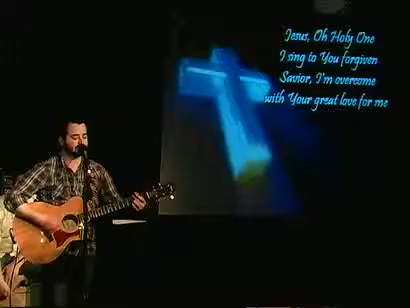 Jesus, Oh Holy One
I sing to You forgiven
Savior, I'm overcome
with Your great love for me